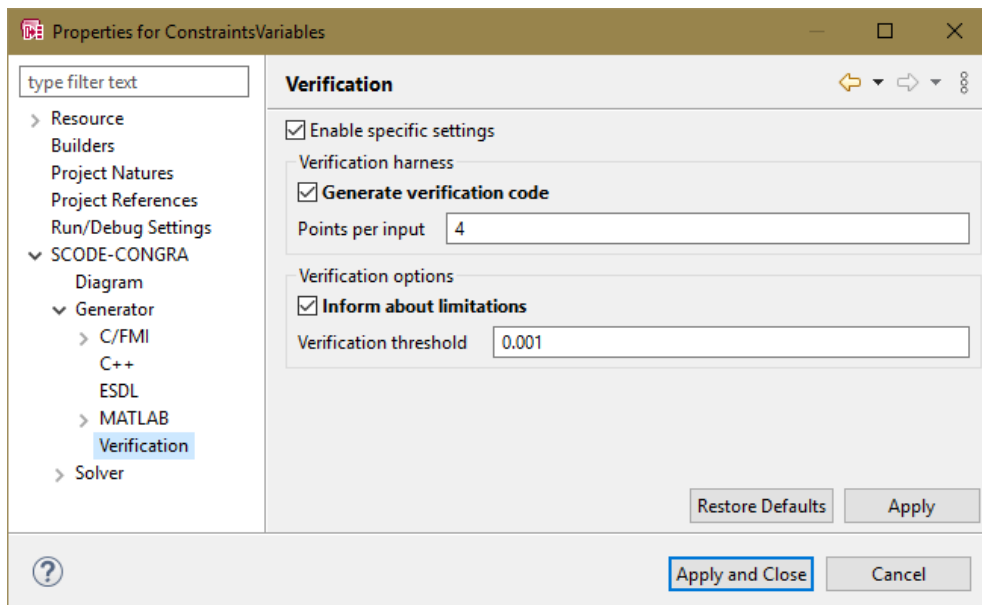 Properties for ConstraintsVariables
type filter text
Resource
Builders
Project Natures
Project References
Run/Debug Settings
SCODE-CONGRA
Diagram
Generator
C/FMI
C++
ESDL
MATLAB
Verification
Solver
Verification
Enable specific settings
Verification harness
Generate verification code
Points per input 4
Verification options
Inform about limitations
Verification threshold 0.001
Restore Defaults Apply
? Apply and Close Cancel